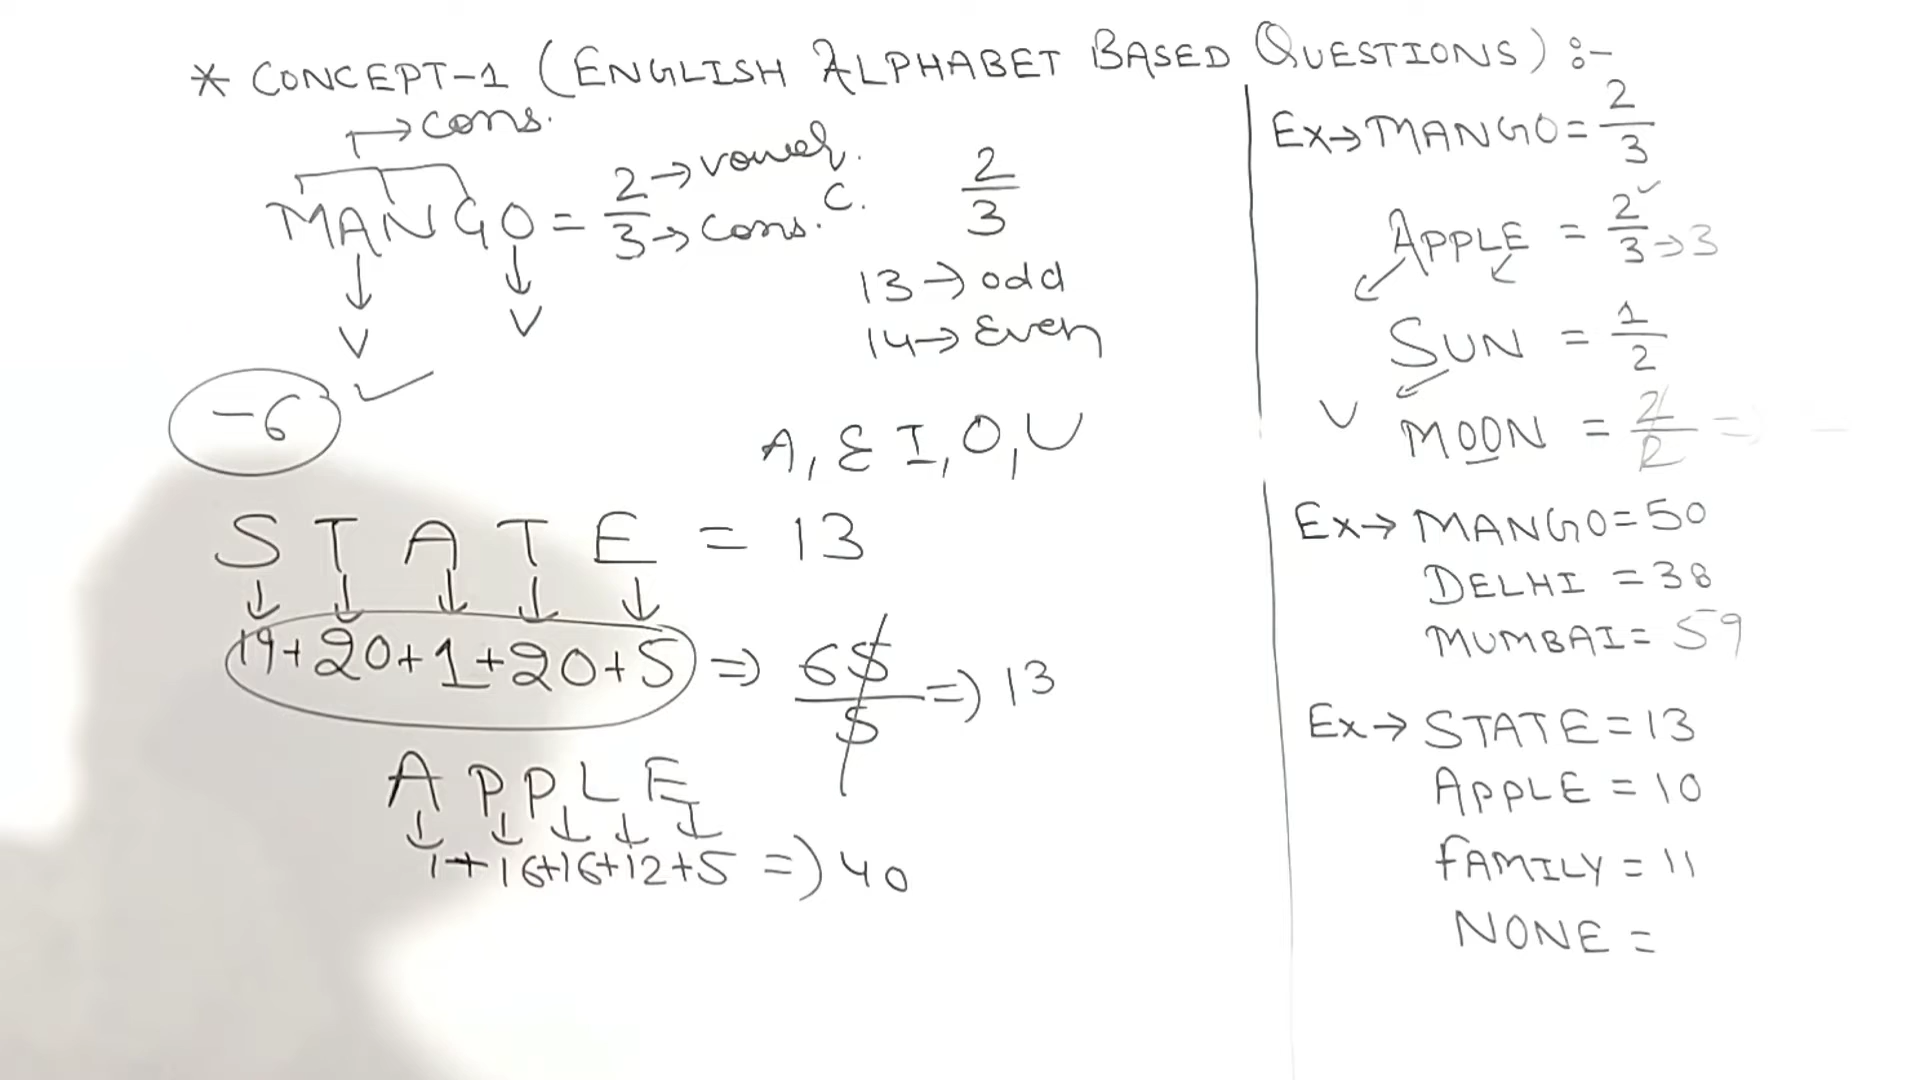 * CONCEPT-1 (ENGLISH ALPHABET BASED QUESTIONS) :-
→ cons.
MANGO = 2/3
2 → vowel.
3 → cons. C.
V V
2/3
13 → odd
14 → Even
-6
A, E I, O, U
S T A T E = 13
19+20+1+20+5 ⇒ 65/5 ⇒ 13
A P P L E
1+16+16+12+5 ⇒ 40
Ex→ MANGO = 2/3
APPLE = 2/3 → 3
SUN = 1/2
V MOON = 2/2 =
Ex→ MANGO = 50
DELHI = 38
MUMBAI = 59
Ex→ STATE = 13
APPLE = 10
FAMILY = 11
NONE =